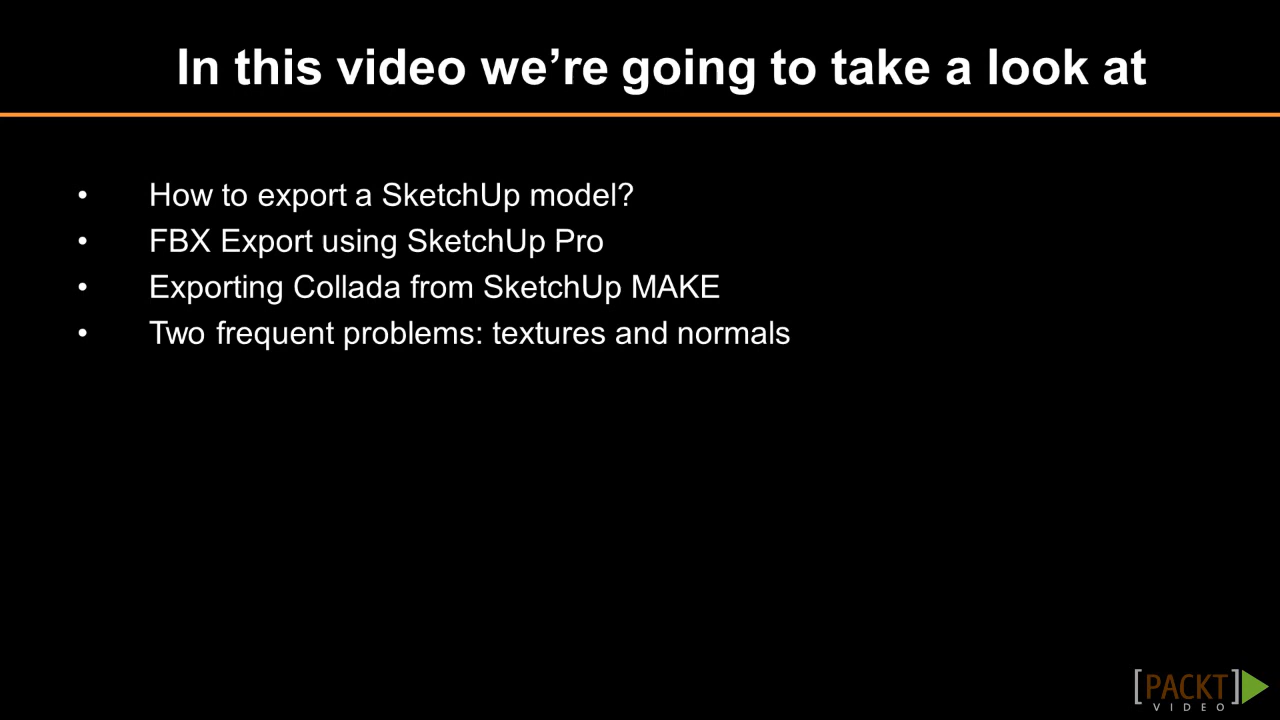 In this video we’re going to take a look at
• How to export a SketchUp model?
• FBX Export using SketchUp Pro
• Exporting Collada from SketchUp MAKE
• Two frequent problems: textures and normals
[PACKT]
VIDEO